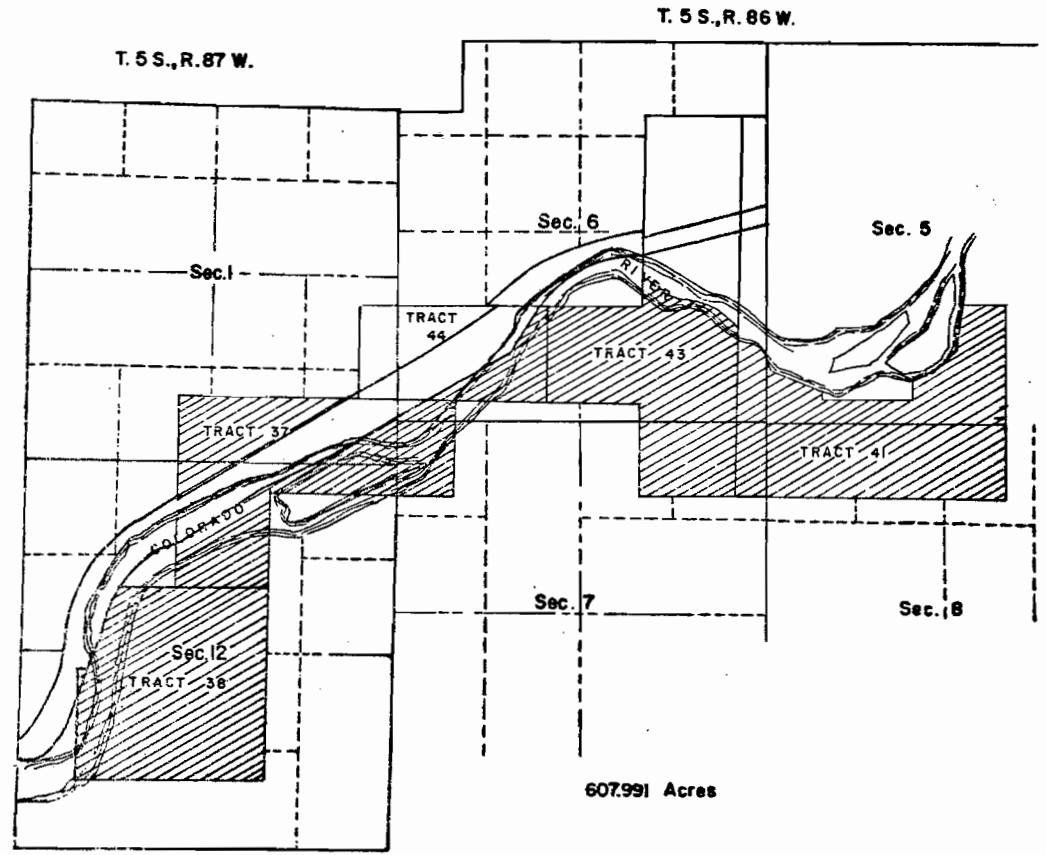 T. 5 S., R. 86 W.
T. 5 S., R. 87 W.
Sec. 6
Sec. 5
Sec. 1
RIVER
TRACT
44
TRACT 43
TRACT 37
TRACT 41
COLORADO
Sec. 7
Sec. 8
Sec. 12
TRACT 38
607.991 Acres